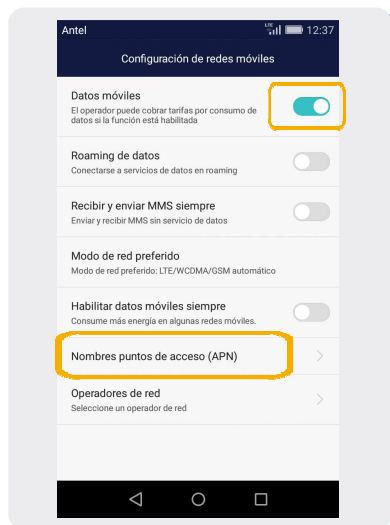 Antel LTE 12:37
Configuración de redes móviles
Datos móviles
El operador puede cobrar tarifas por consumo de
datos si la función está habilitada
Roaming de datos
Conectarse a servicios de datos en roaming
Recibir y enviar MMS siempre
Enviar y recibir MMS sin servicio de datos
Modo de red preferido
Modo de red preferido: LTE/WCDMA/GSM automático
Habilitar datos móviles siempre
Consume más energía en algunas redes móviles.
Nombres puntos de acceso (APN)
Operadores de red
Seleccione un operador de red